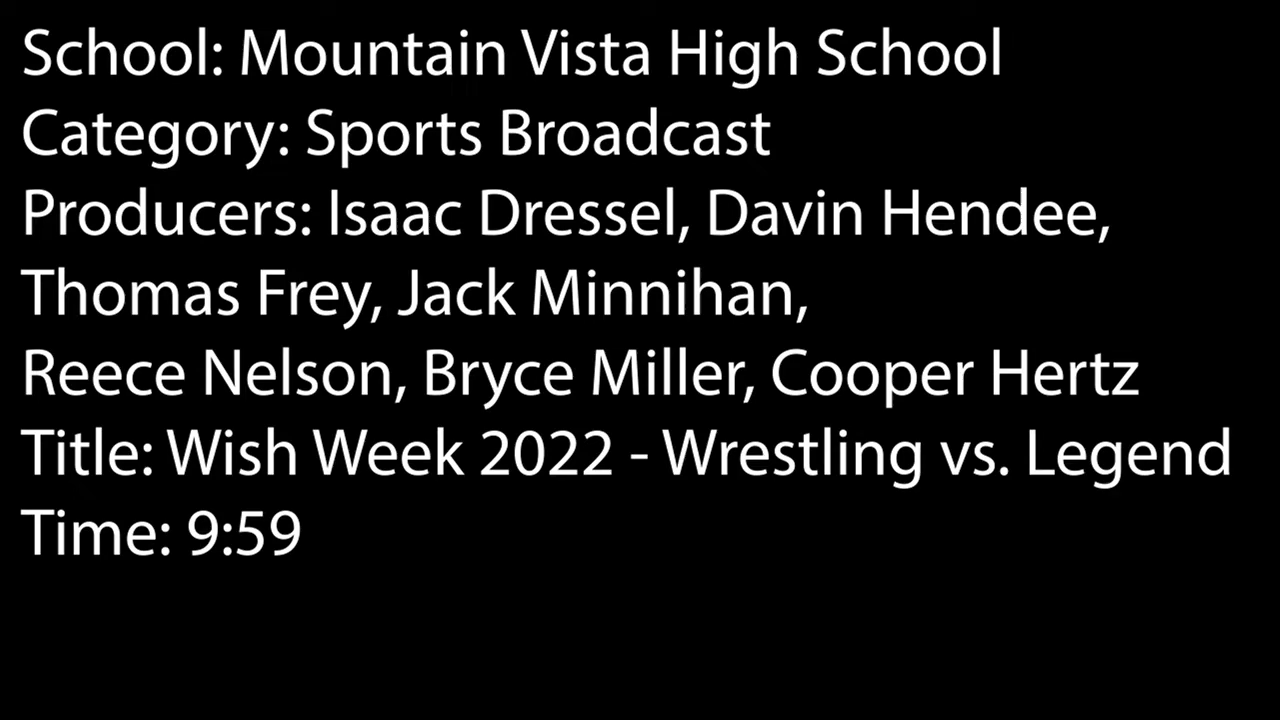 School: Mountain Vista High School
Category: Sports Broadcast
Producers: Isaac Dressel, Davin Hendee,
Thomas Frey, Jack Minnihan,
Reece Nelson, Bryce Miller, Cooper Hertz
Title: Wish Week 2022 - Wrestling vs. Legend
Time: 9:59